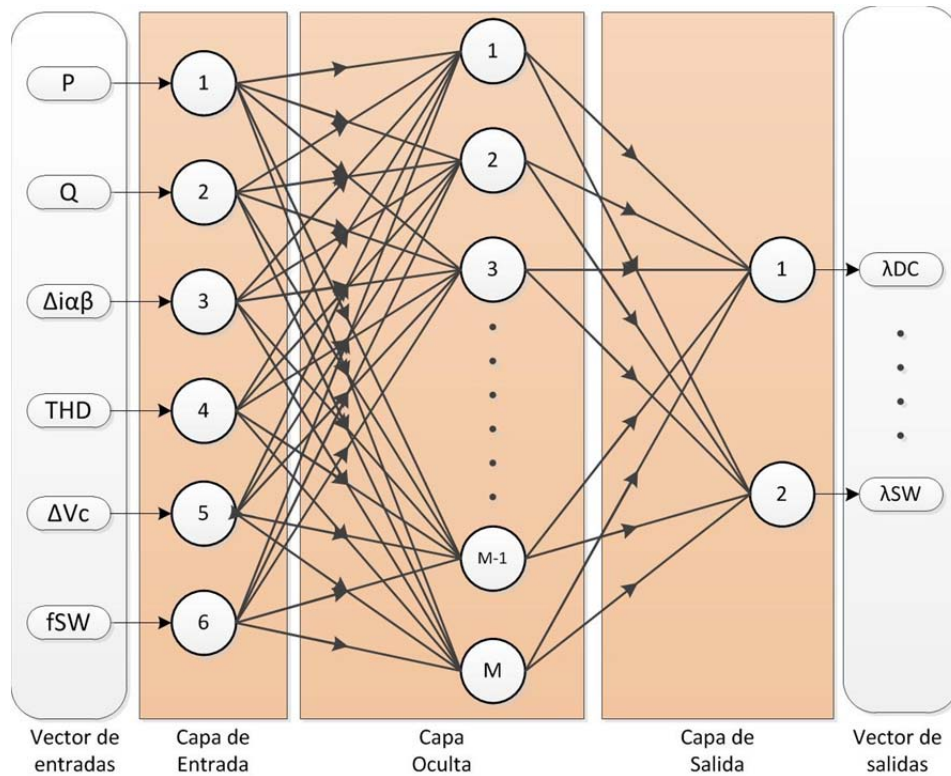 P
Q
Δiαβ
THD
ΔVc
fSW
1
2
3
4
5
6
1
2
3
M-1
M
1
2
λDC
λSW
Vector de
entradas
Capa de
Entrada
Capa
Oculta
Capa de
Salida
Vector de
salidas